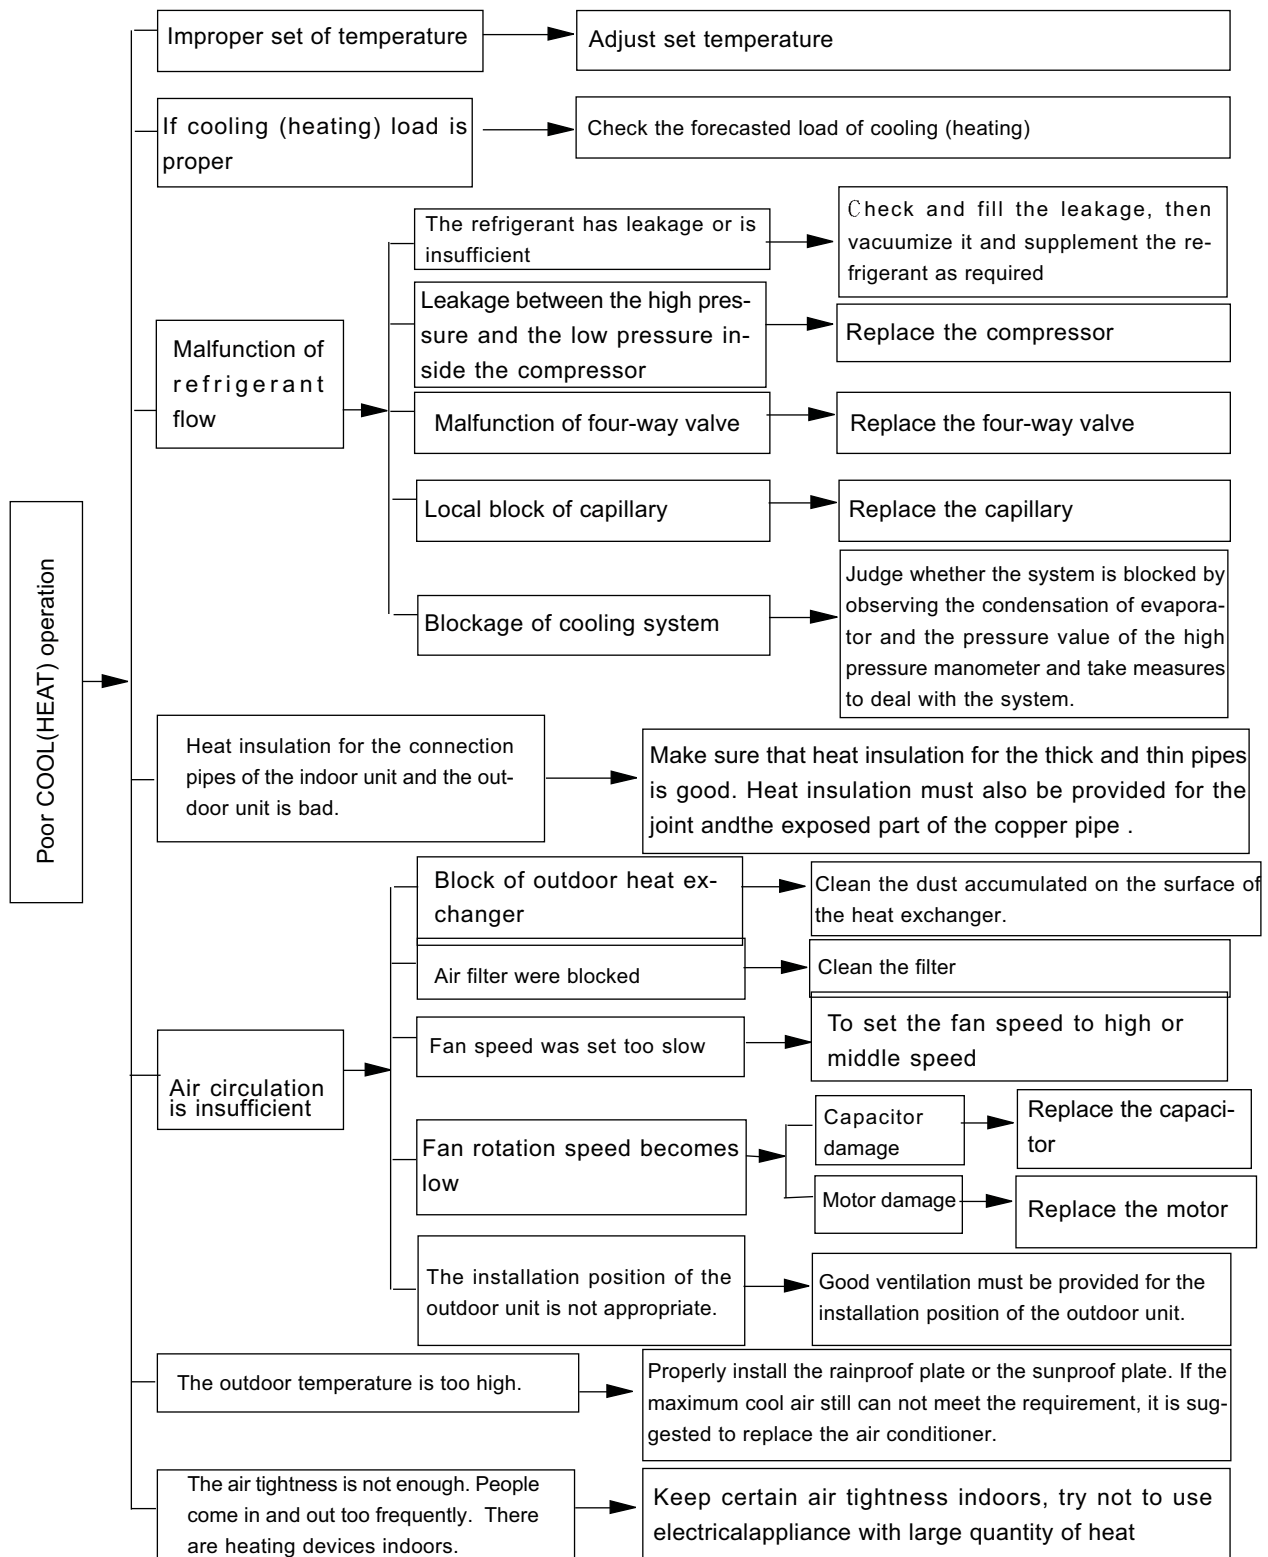 Improper set of temperature
Adjust set temperature
If cooling (heating) load is
proper
Check the forecasted load of cooling (heating)
The refrigerant has leakage or is
insufficient
Check and fill the leakage, then
vacuumize it and supplement the re-
frigerant as required
Leakage between the high pres-
sure and the low pressure in-
side the compressor
Replace the compressor
Malfunction of
refrigerant
flow
Malfunction of four-way valve
Replace the four-way valve
Local block of capillary
Replace the capillary
Blockage of cooling system
Judge whether the system is blocked by
observing the condensation of evapora-
tor and the pressure value of the high
pressure manometer and take measures
to deal with the system.
Poor COOL(HEAT) operation
Heat insulation for the connection
pipes of the indoor unit and the out-
door unit is bad.
Make sure that heat insulation for the thick and thin pipes
is good. Heat insulation must also be provided for the
joint andthe exposed part of the copper pipe .
Block of outdoor heat ex-
changer
Clean the dust accumulated on the surface of
the heat exchanger.
Air filter were blocked
Clean the filter
Fan speed was set too slow
To set the fan speed to high or
middle speed
Air circulation
is insufficient
Fan rotation speed becomes
low
Capacitor
damage
Replace the capaci-
tor
Motor damage
Replace the motor
The installation position of the
outdoor unit is not appropriate.
Good ventilation must be provided for the
installation position of the outdoor unit.
The outdoor temperature is too high.
Properly install the rainproof plate or the sunproof plate. If the
maximum cool air still can not meet the requirement, it is sug-
gested to replace the air conditioner.
The air tightness is not enough. People
come in and out too frequently. There
are heating devices indoors.
Keep certain air tightness indoors, try not to use
electricalappliance with large quantity of heat